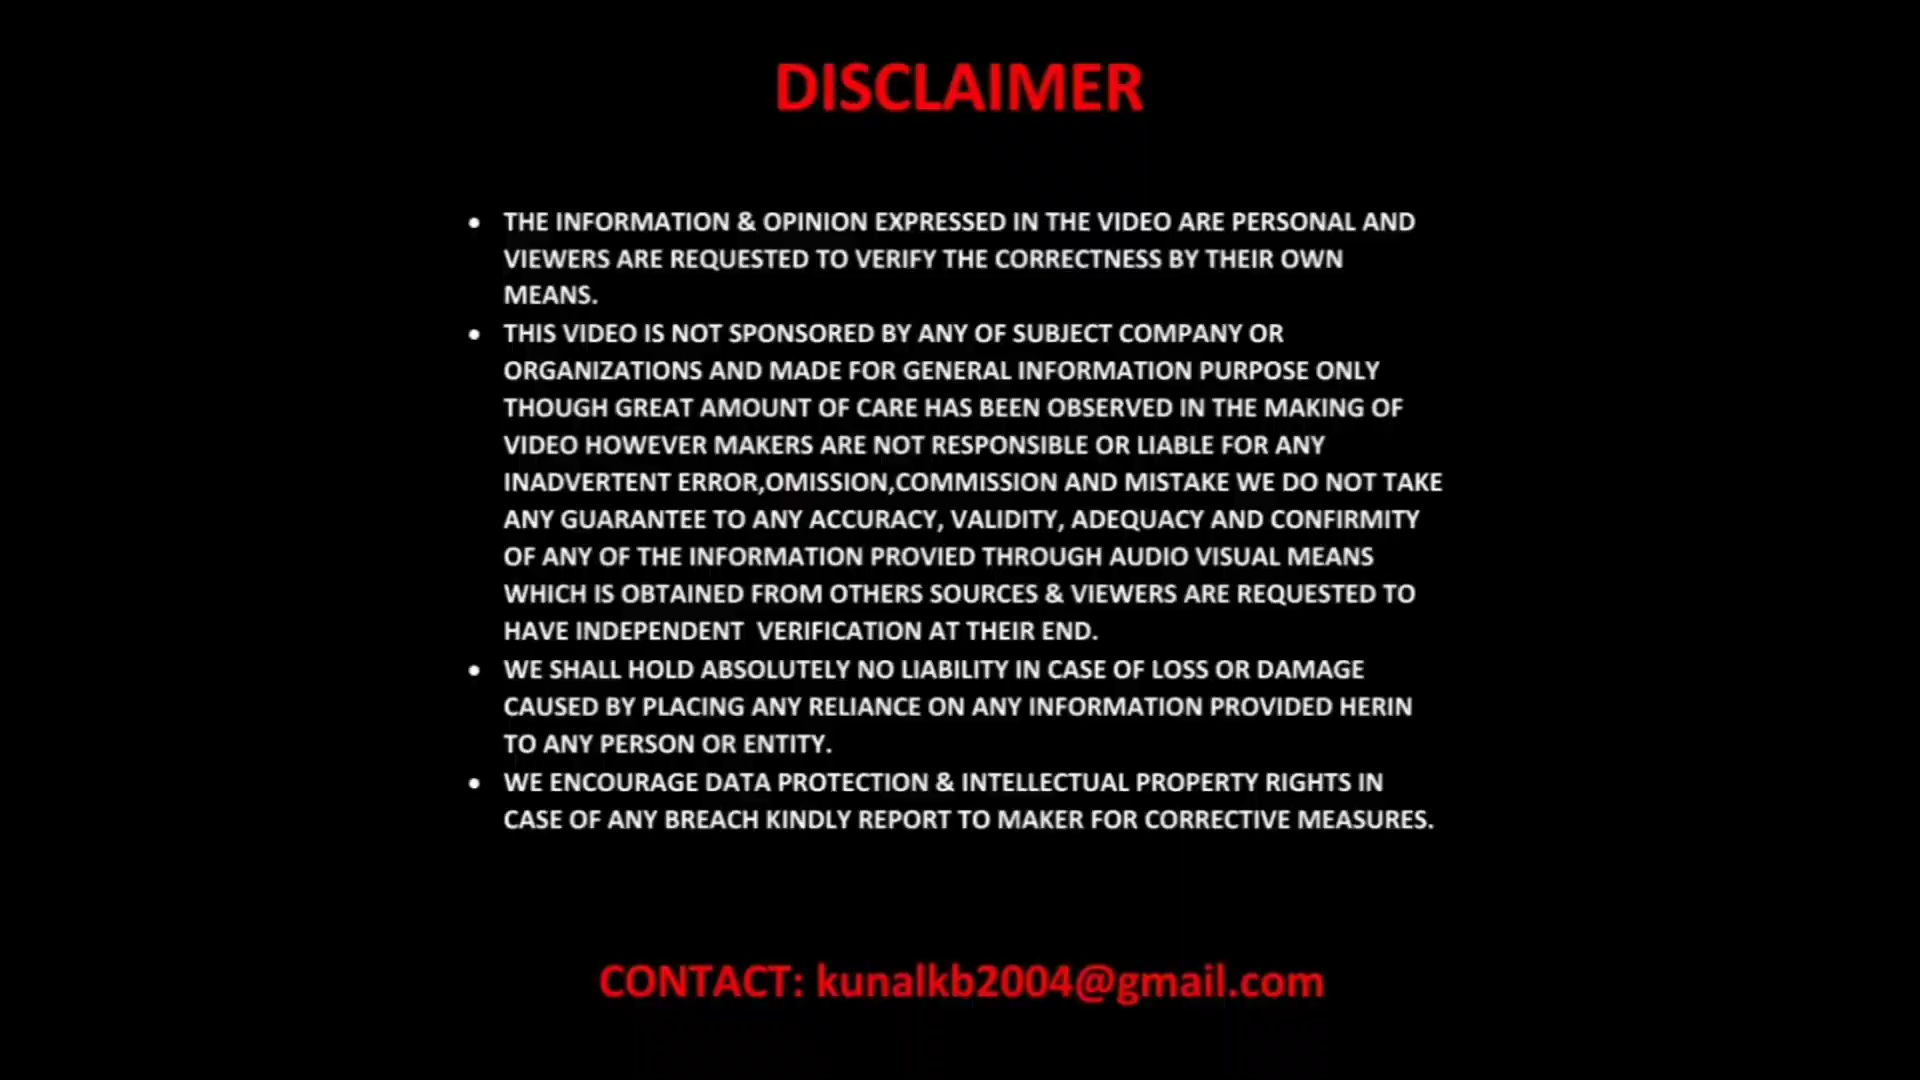 DISCLAIMER
• THE INFORMATION & OPINION EXPRESSED IN THE VIDEO ARE PERSONAL AND
VIEWERS ARE REQUESTED TO VERIFY THE CORRECTNESS BY THEIR OWN
MEANS.
• THIS VIDEO IS NOT SPONSORED BY ANY OF SUBJECT COMPANY OR
ORGANIZATIONS AND MADE FOR GENERAL INFORMATION PURPOSE ONLY
THOUGH GREAT AMOUNT OF CARE HAS BEEN OBSERVED IN THE MAKING OF
VIDEO HOWEVER MAKERS ARE NOT RESPONSIBLE OR LIABLE FOR ANY
INADVERTENT ERROR,OMISSION,COMMISSION AND MISTAKE WE DO NOT TAKE
ANY GUARANTEE TO ANY ACCURACY, VALIDITY, ADEQUACY AND CONFIRMITY
OF ANY OF THE INFORMATION PROVIED THROUGH AUDIO VISUAL MEANS
WHICH IS OBTAINED FROM OTHERS SOURCES & VIEWERS ARE REQUESTED TO
HAVE INDEPENDENT  VERIFICATION AT THEIR END.
• WE SHALL HOLD ABSOLUTELY NO LIABILITY IN CASE OF LOSS OR DAMAGE
CAUSED BY PLACING ANY RELIANCE ON ANY INFORMATION PROVIDED HERIN
TO ANY PERSON OR ENTITY.
• WE ENCOURAGE DATA PROTECTION & INTELLECTUAL PROPERTY RIGHTS IN
CASE OF ANY BREACH KINDLY REPORT TO MAKER FOR CORRECTIVE MEASURES.
CONTACT: kunalkb2004@gmail.com